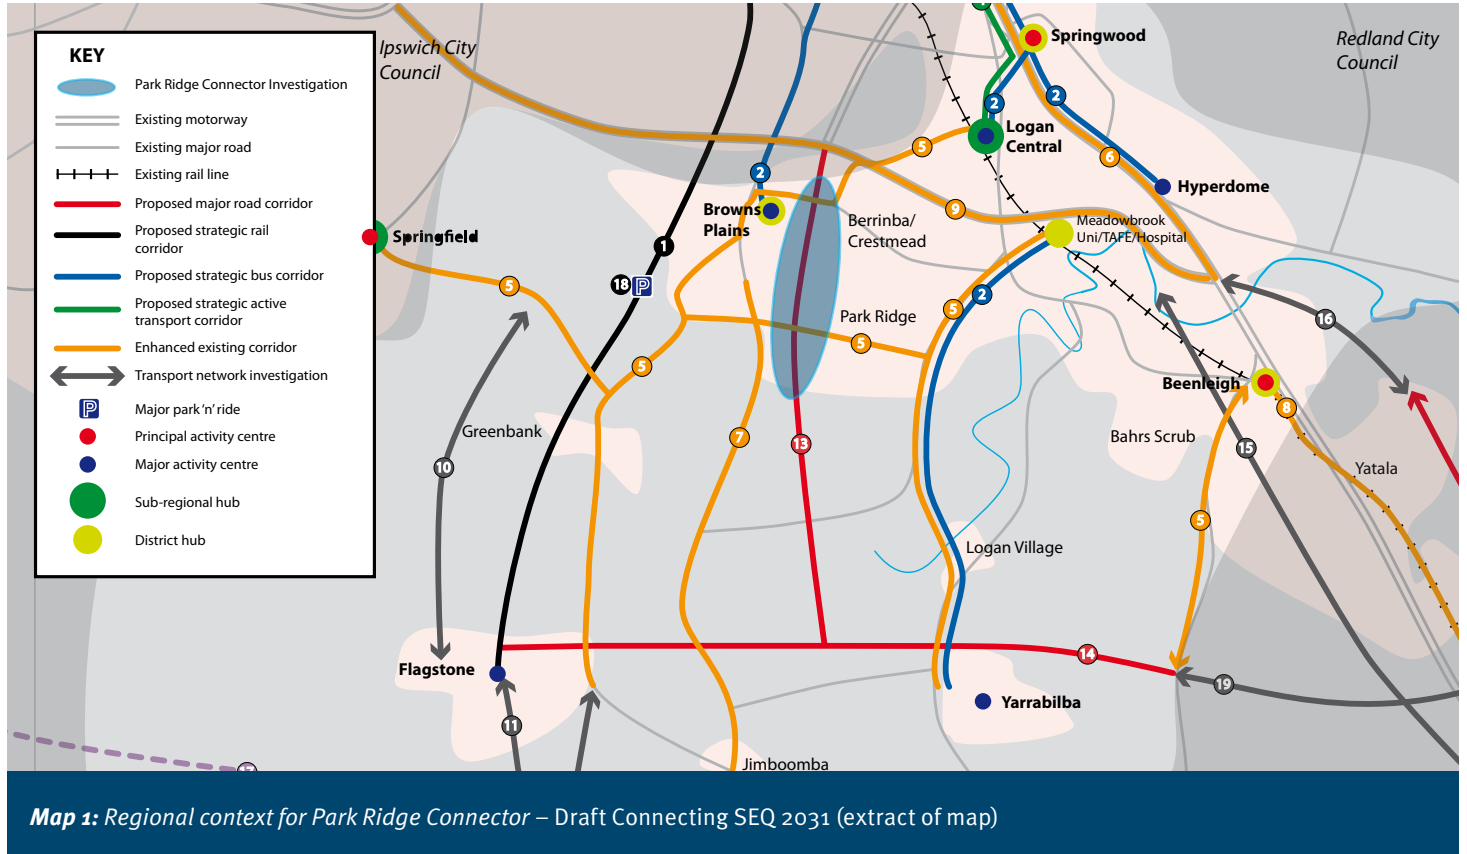 KEY
Park Ridge Connector Investigation
Existing motorway
Existing major road
Existing rail line
Proposed major road corridor
Proposed strategic rail
corridor
Proposed strategic bus corridor
Proposed strategic active
transport corridor
Enhanced existing corridor
Transport network investigation
P
Major park 'n' ride
Principal activity centre
Major activity centre
Sub-regional hub
District hub
Ipswich City
Council
Redland City
Council
Springwood
2
2
Logan
Central
5
6
Hyperdome
2
Browns
Plains
9
Berrinba/
Crestmead
Meadowbrook
Uni/TAFE/Hospital
Springfield
1
18
P
5
5
2
16
Park Ridge
5
5
Beenleigh
8
Greenbank
7
13
Bahrs Scrub
15
Yatala
10
5
Logan Village
14
Flagstone
19
11
Yarrabilba
Jimboomba
Map 1: Regional context for Park Ridge Connector – Draft Connecting SEQ 2031 (extract of map)